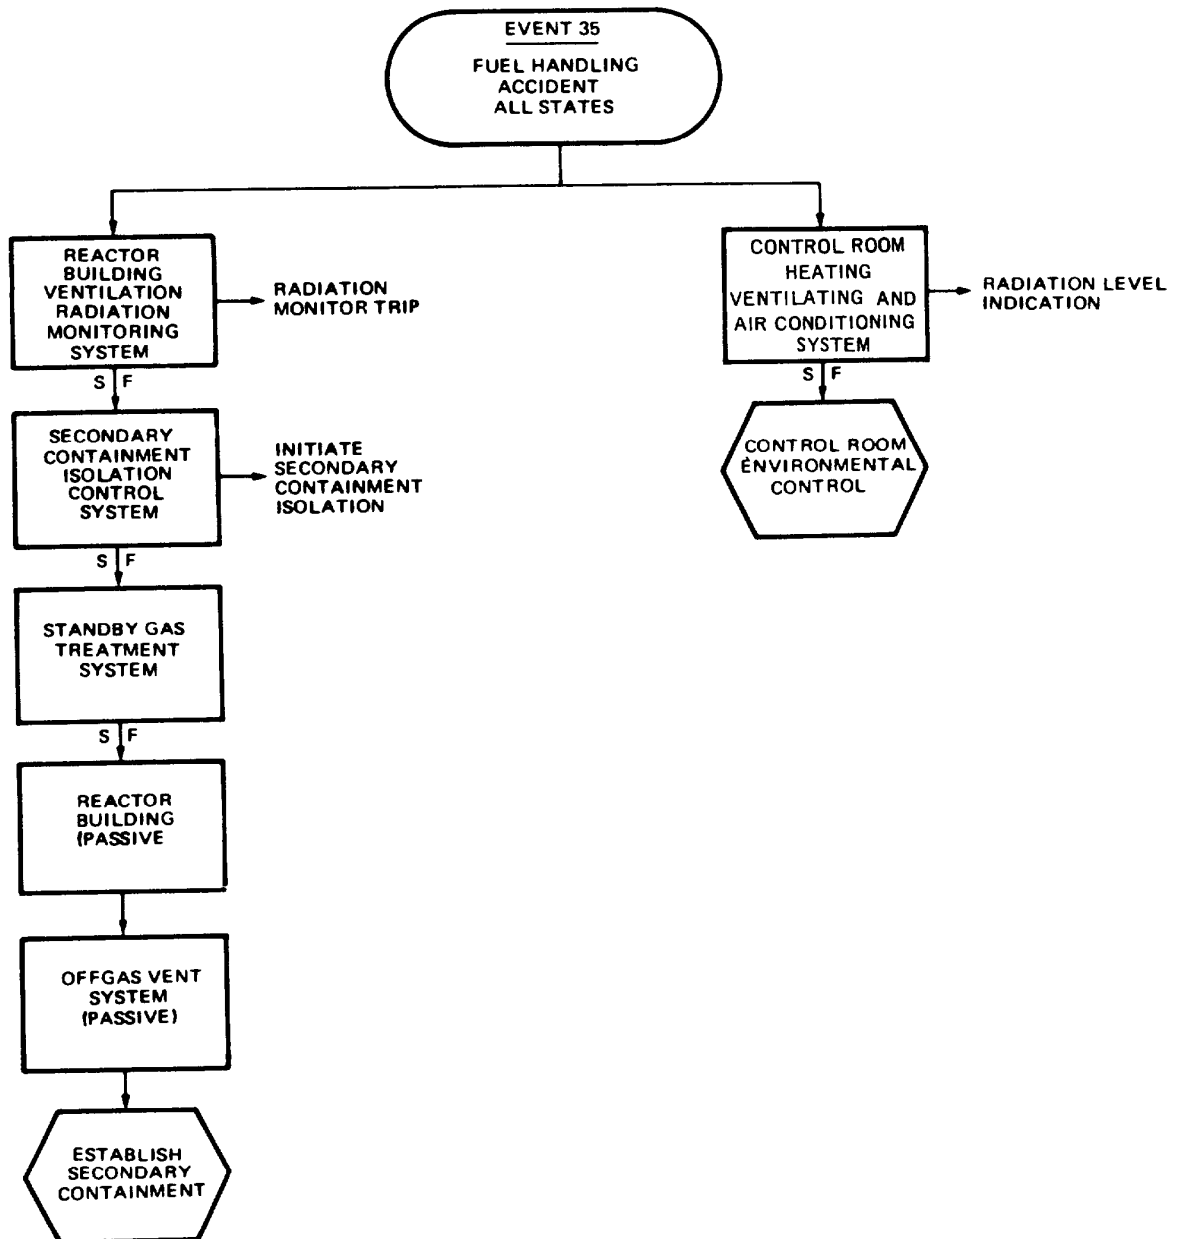 EVENT 35
FUEL HANDLING
ACCIDENT
ALL STATES
REACTOR
BUILDING
VENTILATION
RADIATION
MONITORING
SYSTEM
RADIATION
MONITOR TRIP
S F
SECONDARY
CONTAINMENT
ISOLATION
CONTROL
SYSTEM
INITIATE
SECONDARY
CONTAINMENT
ISOLATION
S F
STANDBY GAS
TREATMENT
SYSTEM
S F
REACTOR
BUILDING
(PASSIVE
OFFGAS VENT
SYSTEM
(PASSIVE)
ESTABLISH
SECONDARY
CONTAINMENT
CONTROL ROOM
HEATING
VENTILATING AND
AIR CONDITIONING
SYSTEM
RADIATION LEVEL
INDICATION
S F
CONTROL ROOM
ENVIRONMENTAL
CONTROL